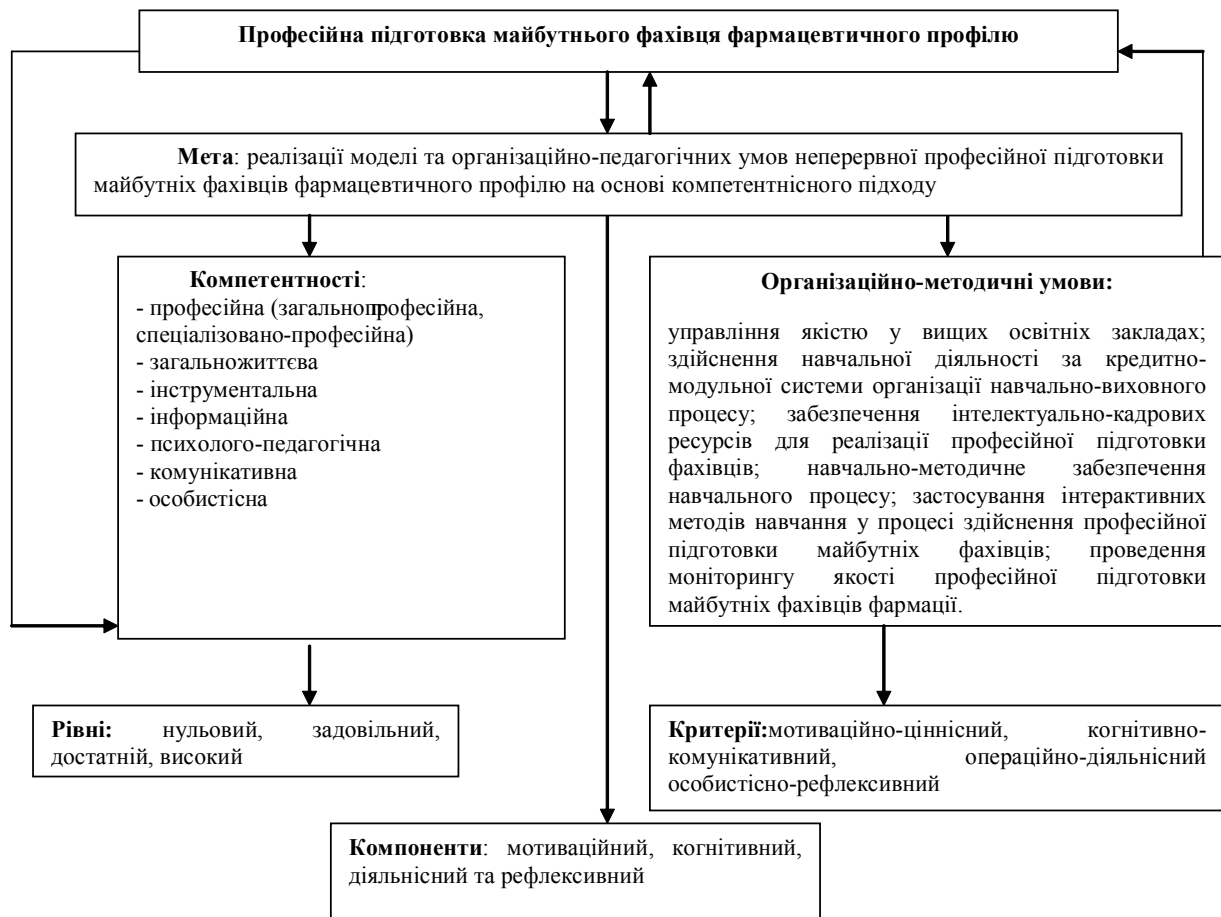 Професійна підготовка майбутнього фахівця фармацевтичного профілю
Мета: реалізації моделі та організаційно-педагогічних умов неперервної професійної підготовки
майбутніх фахівців фармацевтичного профілю на основі компетентнісного підходу
Компетентності:
- професійна (загальнопрофесійна,
спеціалізовано-професійна)
- загальножиттєва
- інструментальна
- інформаційна
- психолого-педагогічна
- комунікативна
- особистісна
Організаційно-методичні умови:
управління якістю у вищих освітніх закладах;
здійснення навчальної діяльності за кредитно-
модульної системи організації навчально-виховного
процесу; забезпечення інтелектуально-кадрових
ресурсів для реалізації професійної підготовки
фахівців; навчально-методичне забезпечення
навчального процесу; застосування інтерактивних
методів навчання у процесі здійснення професійної
підготовки майбутніх фахівців; проведення
моніторингу якості професійної підготовки
майбутніх фахівців фармації.
Рівні: нульовий, задовільний,
достатній, високий
Критерії:мотиваційно-ціннісний, когнітивно-
комунікативний, операційно-діяльнісний
особистісно-рефлексивний
Компоненти: мотиваційний, когнітивний,
діяльнісний та рефлексивний